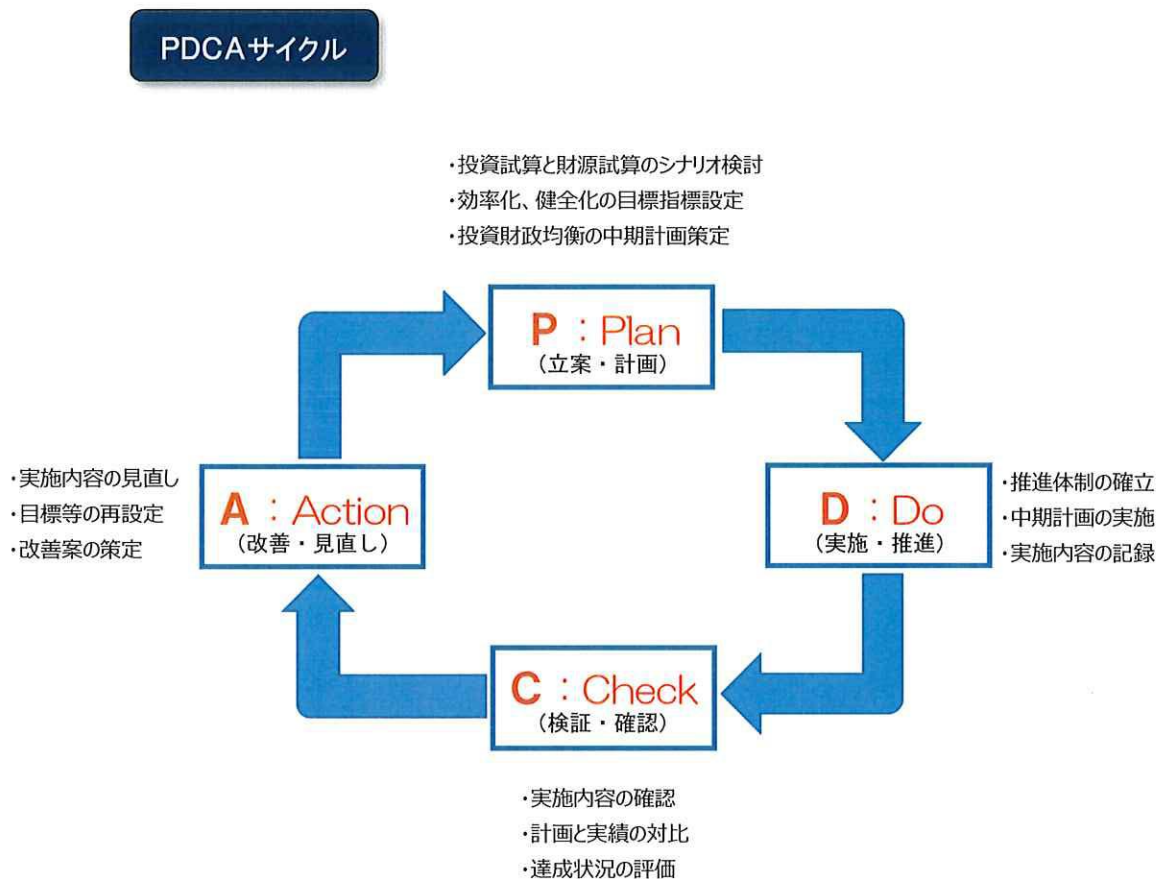 PDCAサイクル
・投資試算と財源試算のシナリオ検討
・効率化、健全化の目標指標設定
・投資財政均衡の中期計画策定
P：Plan
（立案・計画）
・実施内容の見直し
・目標等の再設定
・改善案の策定
A：Action
（改善・見直し）
D：Do
（実施・推進）
・推進体制の確立
・中期計画の実施
・実施内容の記録
C：Check
（検証・確認）
・実施内容の確認
・計画と実績の対比
・達成状況の評価